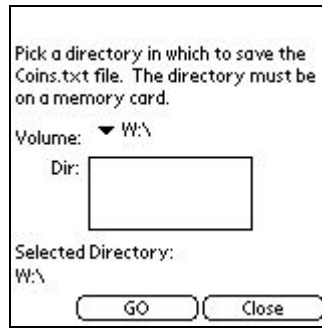 Pick a directory in which to save the
Coins.txt file. The directory must be
on a memory card.
Volume: W:\
Dir:
Selected Directory:
W:\
GO Close